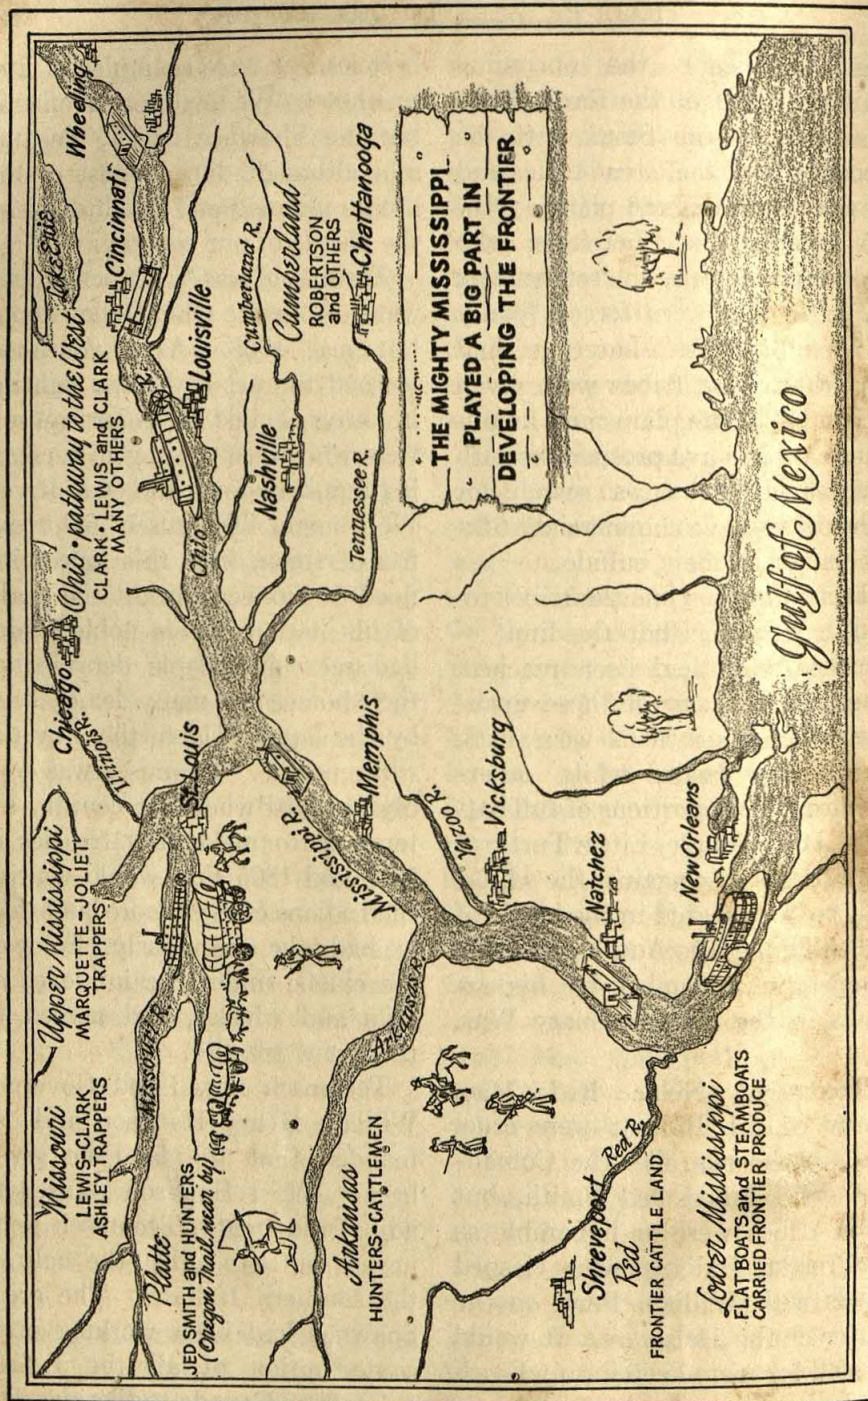 Missouri
LEWIS-CLARK
ASHLEY TRAPPERS
Upper Mississippi
MARQUETTE-JOLIET
TRAPPERS
Chicago
Illinois R.
Ohio • pathway to the West
CLARK • LEWIS and CLARK
MANY OTHERS
Lake Erie
Wheeling
Cincinnati
Louisville
Ohio R.
St. Louis
Missouri R.
Platte
JED SMITH and HUNTERS
(Oregon Trail near by)
Cumberland R.
Cumberland
ROBERTSON
and OTHERS
Nashville
Chattanooga
Tennessee R.
Mississippi R.
Memphis
Arkansas R.
Arkansas
HUNTERS-CATTLEMEN
Yazoo R.
Vicksburg
THE MIGHTY MISSISSIPPI
PLAYED A BIG PART IN
DEVELOPING THE FRONTIER
Natchez
Red R.
Shreveport
Red
FRONTIER CATTLE LAND
New Orleans
Lower Mississippi
FLAT BOATS and STEAMBOATS
CARRIED FRONTIER PRODUCE
Gulf of Mexico